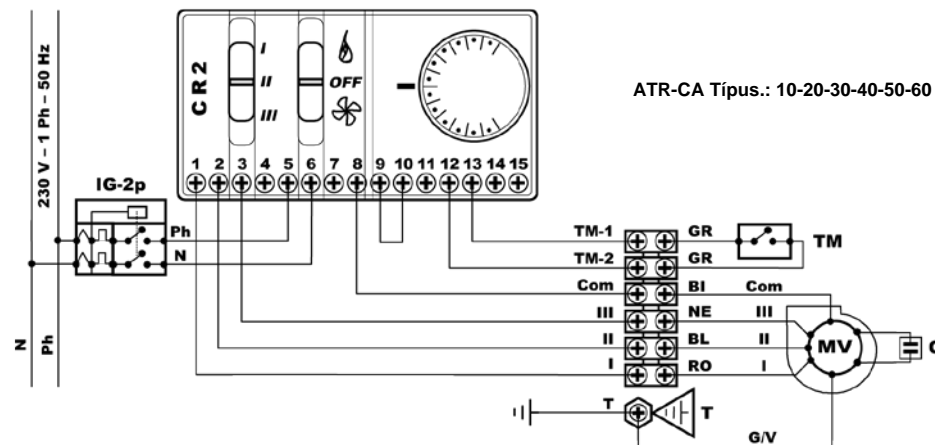 230 V – 1 Ph – 50 Hz
N
Ph
IG-2p
Ph
N
CR2
I
II
III
OFF
1 2 3 4 5 6 7 8 9 10 11 12 13 14 15
ATR-CA Típus.: 10-20-30-40-50-60
TM-1 GR TM
TM-2 GR
Com BI Com
III NE III
II BL II
I RO I
MV
T T
G/V